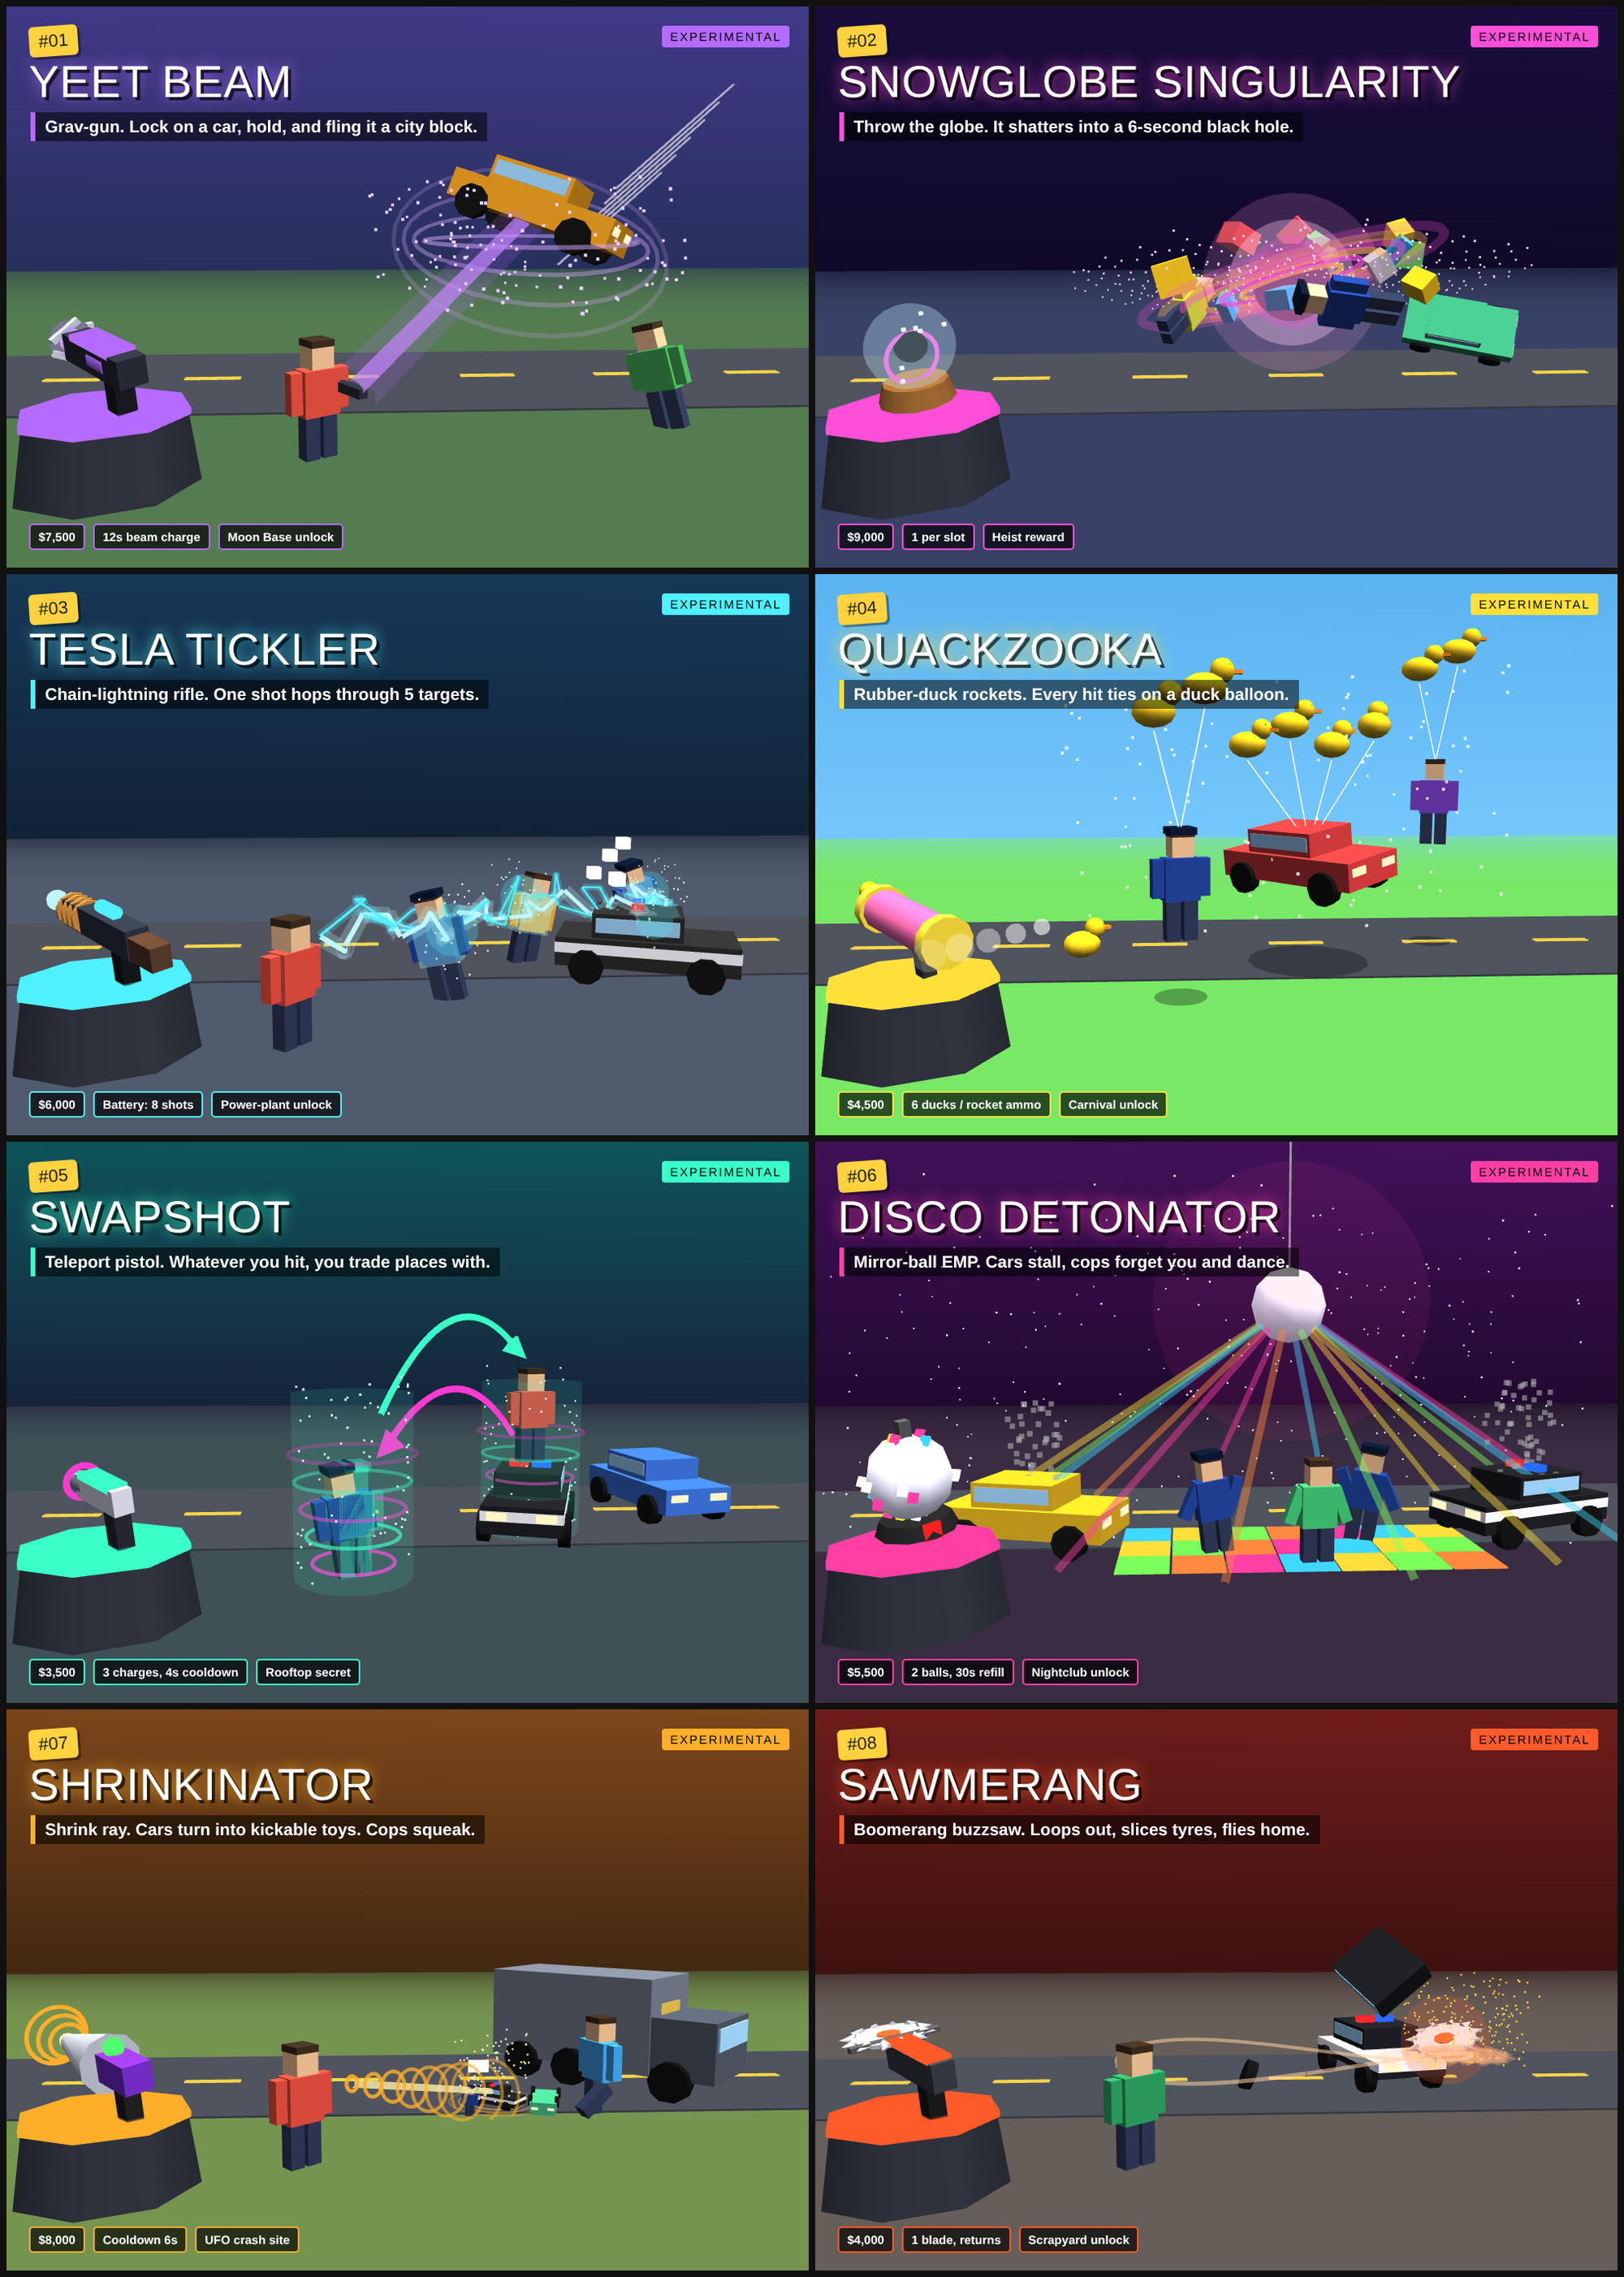 #01
EXPERIMENTAL
YEET BEAM
Grav-gun. Lock on a car, hold, and fling it a city block.
$7,500
12s beam charge
Moon Base unlock
#02
EXPERIMENTAL
SNOWGLOBE SINGULARITY
Throw the globe. It shatters into a 6-second black hole.
$9,000
1 per slot
Heist reward
#03
EXPERIMENTAL
TESLA TICKLER
Chain-lightning rifle. One shot hops through 5 targets.
$6,000
Battery: 8 shots
Power-plant unlock
#04
EXPERIMENTAL
QUACKZOOKA
Rubber-duck rockets. Every hit ties on a duck balloon.
$4,500
6 ducks / rocket ammo
Carnival unlock
#05
EXPERIMENTAL
SWAPSHOT
Teleport pistol. Whatever you hit, you trade places with.
$3,500
3 charges, 4s cooldown
Rooftop secret
#06
EXPERIMENTAL
DISCO DETONATOR
Mirror-ball EMP. Cars stall, cops forget you and dance.
$5,500
2 balls, 30s refill
Nightclub unlock
#07
EXPERIMENTAL
SHRINKINATOR
Shrink ray. Cars turn into kickable toys. Cops squeak.
$8,000
Cooldown 6s
UFO crash site
#08
EXPERIMENTAL
SAWMERANG
Boomerang buzzsaw. Loops out, slices tyres, flies home.
$4,000
1 blade, returns
Scrapyard unlock